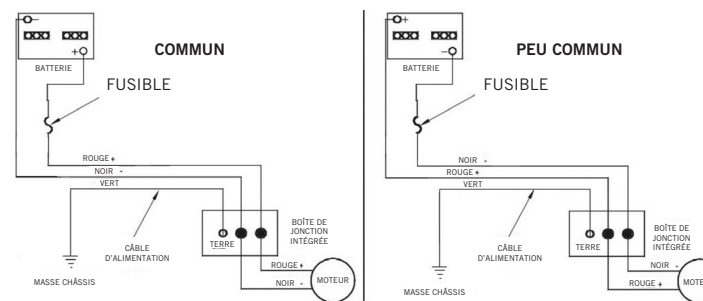 COMMUN
−
+
BATTERIE
FUSIBLE
ROUGE +
NOIR -
VERT
TERRE
BOÎTE DE
JONCTION
INTÉGRÉE
CÂBLE
D'ALIMENTATION
MASSE CHÂSSIS
ROUGE +
NOIR -
MOTEUR
PEU COMMUN
+
−
BATTERIE
FUSIBLE
NOIR -
ROUGE +
VERT
TERRE
BOÎTE DE
JONCTION
INTÉGRÉE
CÂBLE
D'ALIMENTATION
MASSE CHÂSSIS
NOIR -
ROUGE +
MOTE